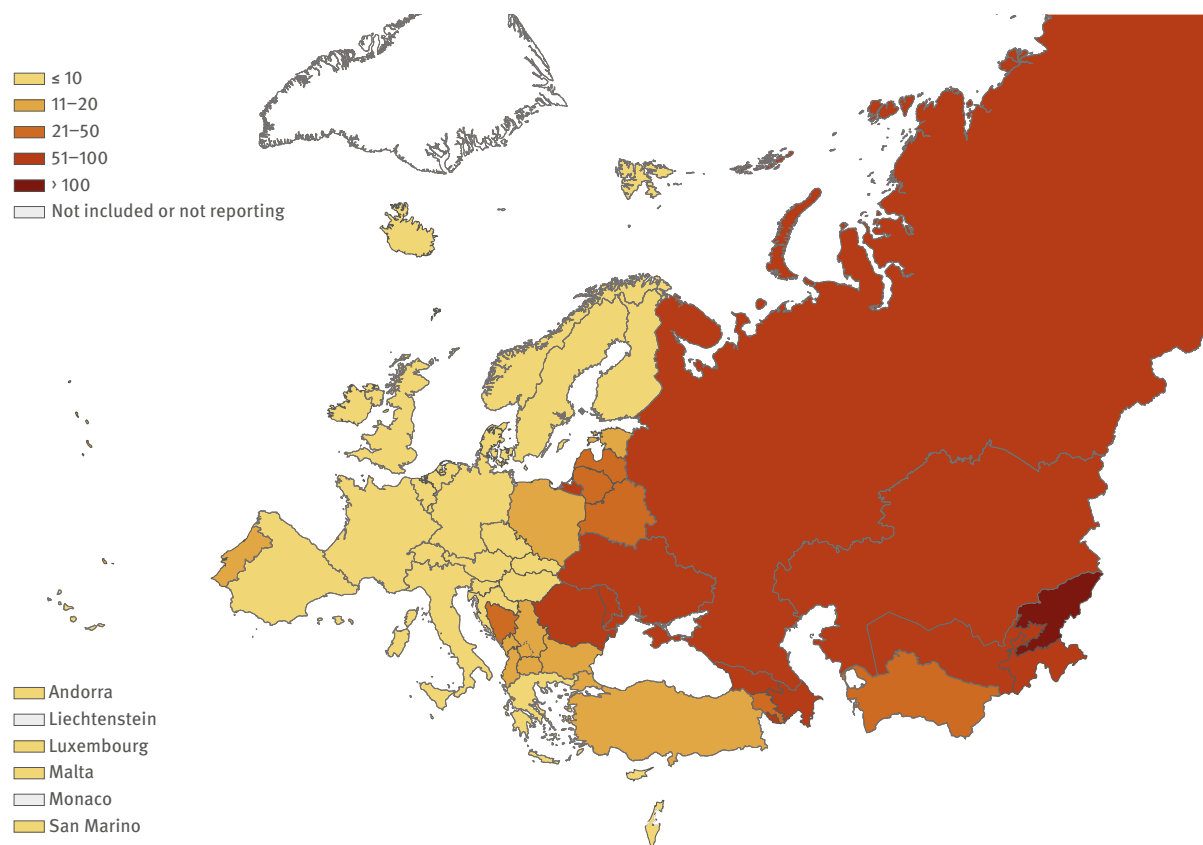 ≤ 10
11–20
21–50
51–100
› 100
Not included or not reporting
Andorra
Liechtenstein
Luxembourg
Malta
Monaco
San Marino